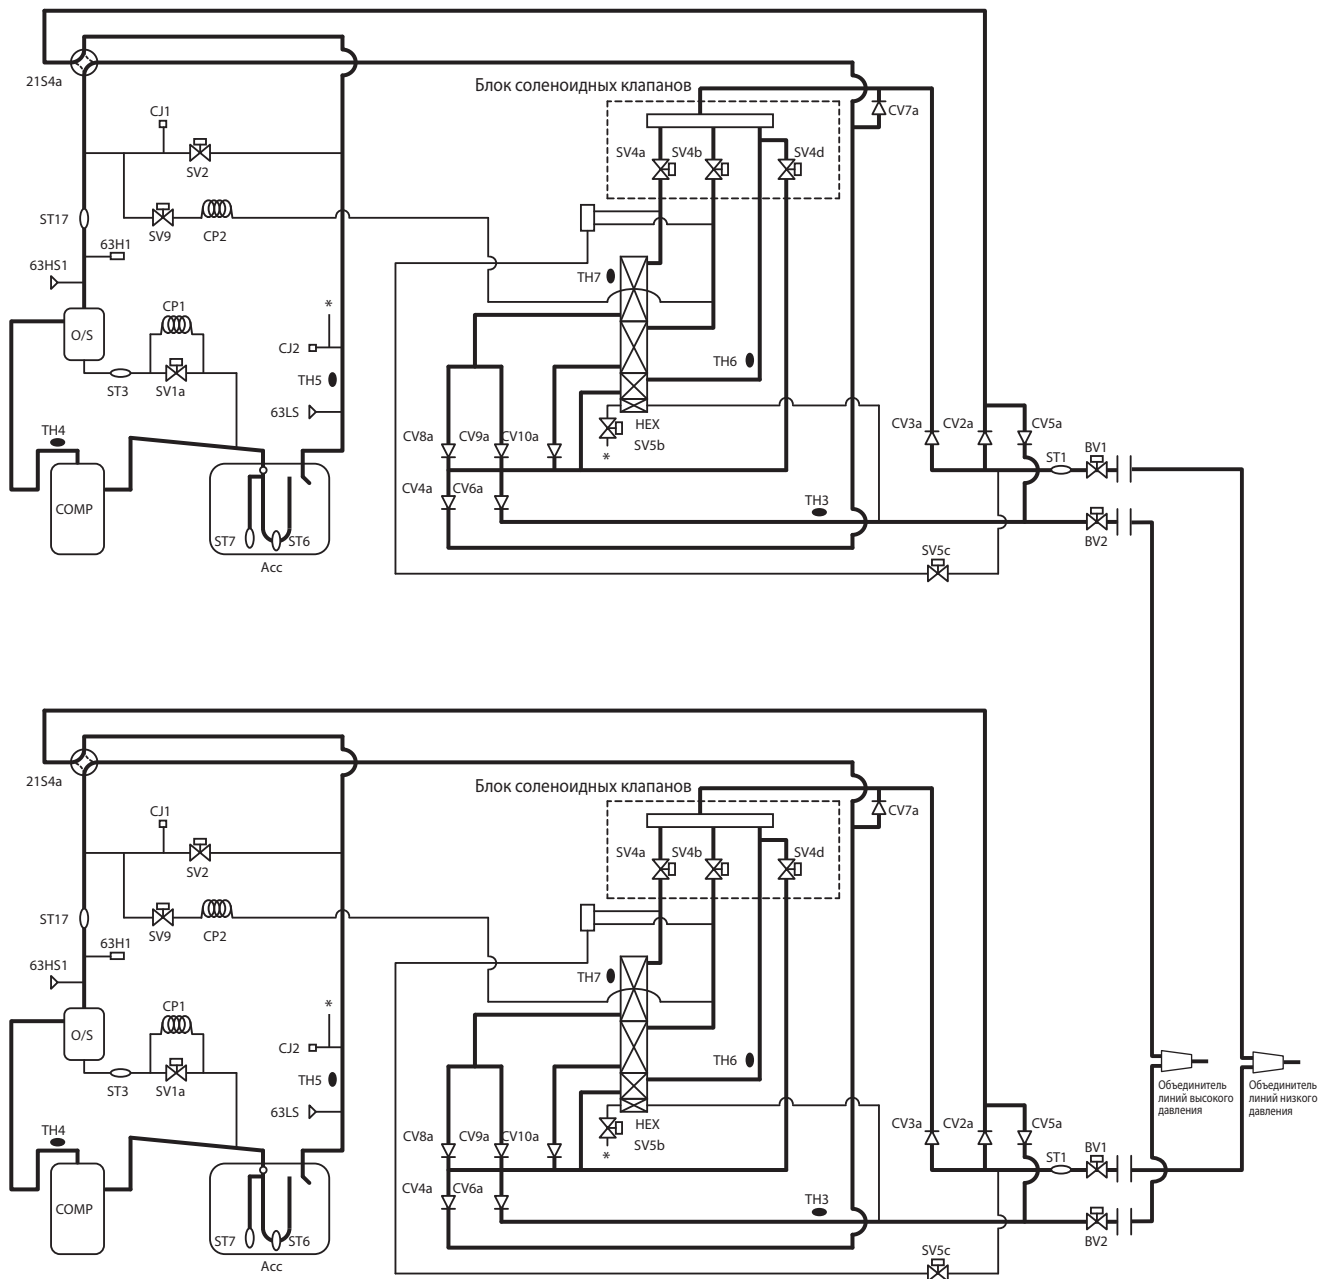 21S4a
Блок соленоидных клапанов
CV7a
CJ1
SV2
SV4a
SV4b
SV4d
ST17
SV9
CP2
63H1
63HS1
TH7
*
CP1
O/S
CJ2
TH6
ST3
SV1a
TH5
63LS
HEX
SV5b
*
CV3a
CV2a
CV5a
TH4
CV8a
CV9a
CV10a
BV1
ST1
COMP
CV4a
CV6a
TH3
BV2
ST7
ST6
Acc
SV5c
21S4a
Блок соленоидных клапанов
CV7a
CJ1
SV2
SV4a
SV4b
SV4d
ST17
SV9
CP2
63H1
63HS1
TH7
*
CP1
O/S
CJ2
TH6
ST3
SV1a
TH5
63LS
Объединитель
линий высокого
давления
Объединитель
линий низкого
давления
HEX
SV5b
*
CV3a
CV2a
CV5a
TH4
CV8a
CV9a
CV10a
BV1
ST1
COMP
CV4a
CV6a
TH3
BV2
ST7
ST6
Acc
SV5c